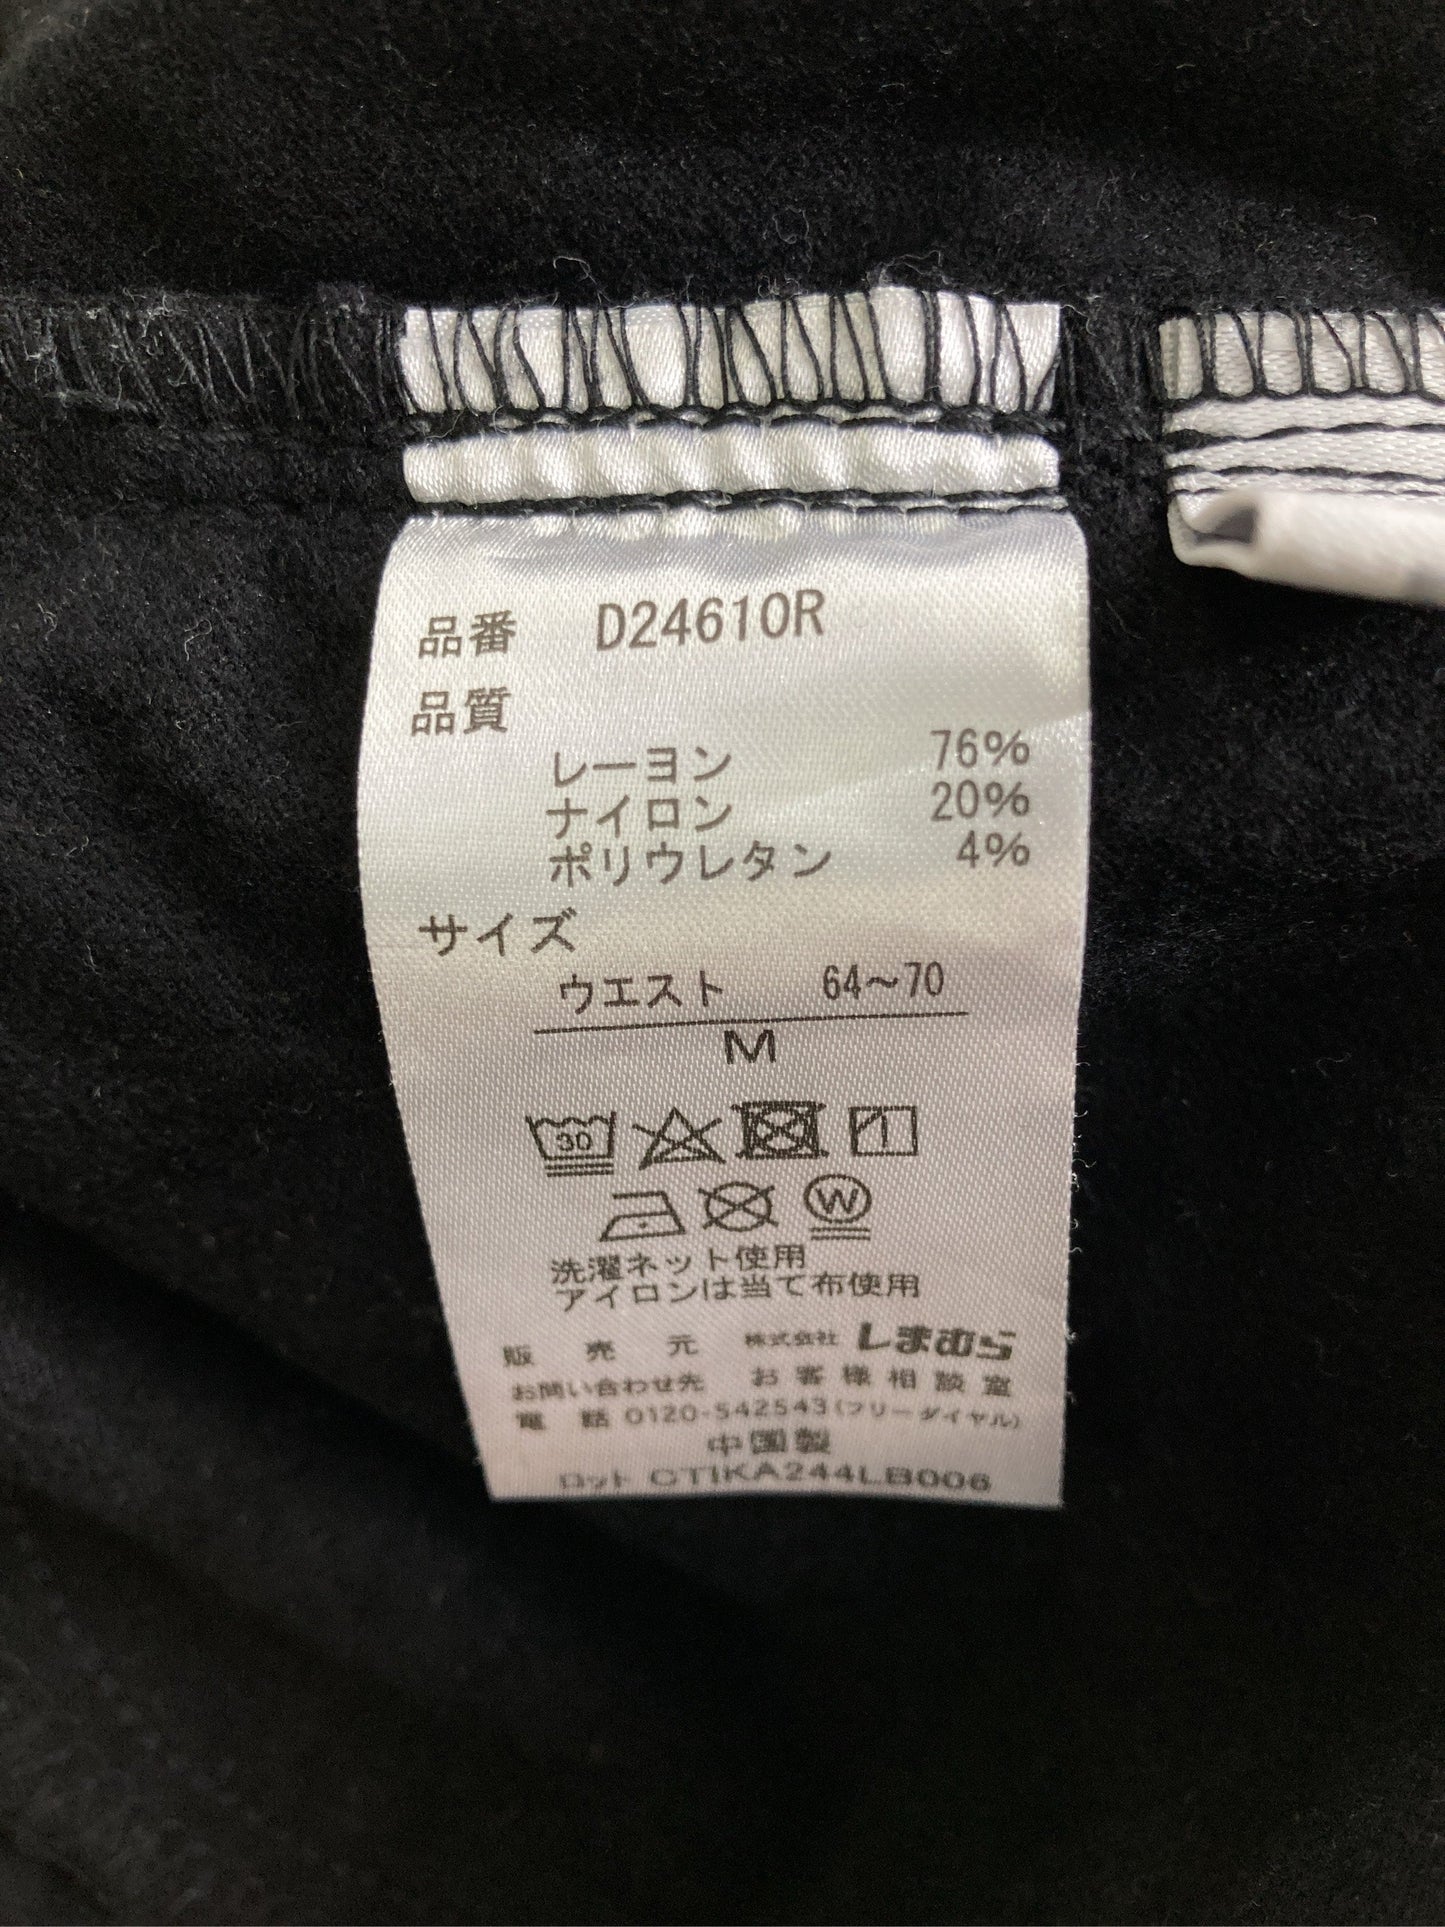 品番 D24610R
品質
レーヨン 76%
ナイロン 20%
ポリウレタン 4%
サイズ
ウエスト 64～70
M
30
W
洗濯ネット使用
アイロンは当て布使用
販売元 株式会社 しまむら
お問い合わせ先 お客様相談室
電話 0120-542543(フリーダイヤル)
中国製
ロット CT1KA244LB006